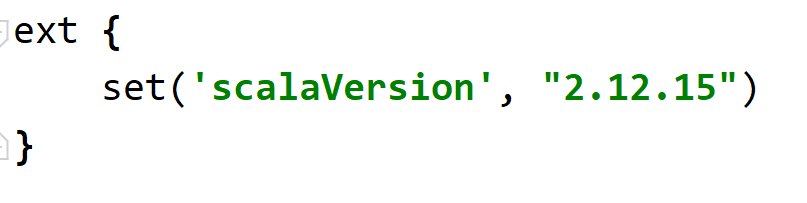 ext {
    set('scalaVersion', "2.12.15")
}